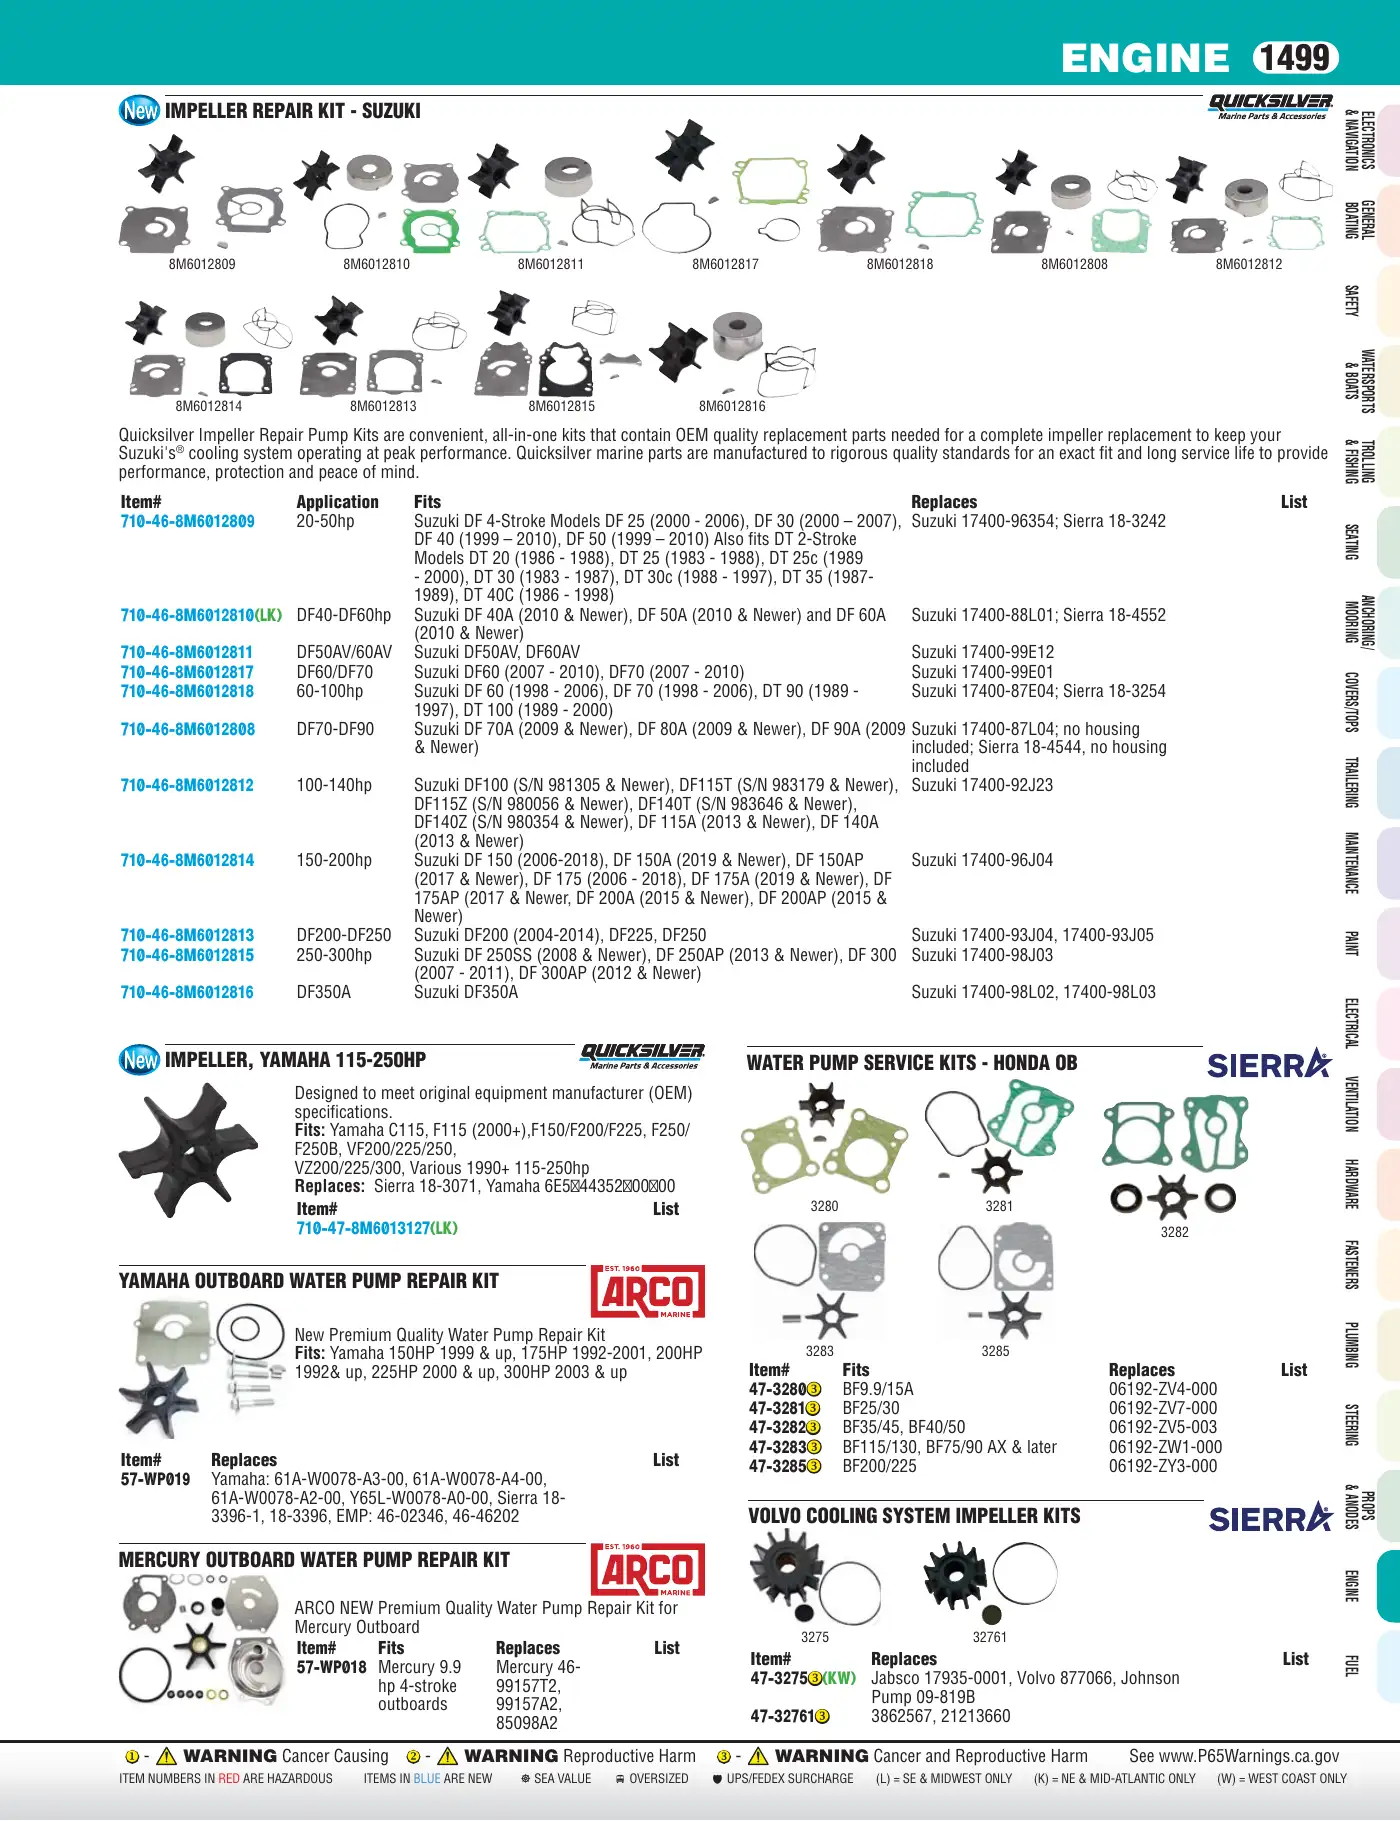 ENGINE 1499
New IMPELLER REPAIR KIT - SUZUKI
QUICKSILVER
Marine Parts & Accessories
8M6012809
8M6012810
8M6012811
8M6012817
8M6012818
8M6012808
8M6012812
8M6012814
8M6012813
8M6012815
8M6012816
Quicksilver Impeller Repair Pump Kits are convenient, all-in-one kits that contain OEM quality replacement parts needed for a complete impeller replacement to keep your
Suzuki's® cooling system operating at peak performance. Quicksilver marine parts are manufactured to rigorous quality standards for an exact fit and long service life to provide
performance, protection and peace of mind.
Item# Application Fits Replaces List
710-46-8M6012809 20-50hp Suzuki DF 4-Stroke Models DF 25 (2000 - 2006), DF 30 (2000 – 2007), Suzuki 17400-96354; Sierra 18-3242
DF 40 (1999 – 2010), DF 50 (1999 – 2010) Also fits DT 2-Stroke
Models DT 20 (1986 - 1988), DT 25 (1983 - 1988), DT 25c (1989
- 2000), DT 30 (1983 - 1987), DT 30c (1988 - 1997), DT 35 (1987-
1989), DT 40C (1986 - 1998)
710-46-8M6012810(LK) DF40-DF60hp Suzuki DF 40A (2010 & Newer), DF 50A (2010 & Newer) and DF 60A Suzuki 17400-88L01; Sierra 18-4552
(2010 & Newer)
710-46-8M6012811 DF50AV/60AV Suzuki DF50AV, DF60AV Suzuki 17400-99E12
710-46-8M6012817 DF60/DF70 Suzuki DF60 (2007 - 2010), DF70 (2007 - 2010) Suzuki 17400-99E01
710-46-8M6012818 60-100hp Suzuki DF 60 (1998 - 2006), DF 70 (1998 - 2006), DT 90 (1989 - Suzuki 17400-87E04; Sierra 18-3254
1997), DT 100 (1989 - 2000)
710-46-8M6012808 DF70-DF90 Suzuki DF 70A (2009 & Newer), DF 80A (2009 & Newer), DF 90A (2009 Suzuki 17400-87L04; no housing
& Newer) included; Sierra 18-4544, no housing
included
710-46-8M6012812 100-140hp Suzuki DF100 (S/N 981305 & Newer), DF115T (S/N 983179 & Newer), Suzuki 17400-92J23
DF115Z (S/N 980056 & Newer), DF140T (S/N 983646 & Newer),
DF140Z (S/N 980354 & Newer), DF 115A (2013 & Newer), DF 140A
(2013 & Newer)
710-46-8M6012814 150-200hp Suzuki DF 150 (2006-2018), DF 150A (2019 & Newer), DF 150AP Suzuki 17400-96J04
(2017 & Newer), DF 175 (2006 - 2018), DF 175A (2019 & Newer), DF
175AP (2017 & Newer, DF 200A (2015 & Newer), DF 200AP (2015 &
Newer)
710-46-8M6012813 DF200-DF250 Suzuki DF200 (2004-2014), DF225, DF250 Suzuki 17400-93J04, 17400-93J05
710-46-8M6012815 250-300hp Suzuki DF 250SS (2008 & Newer), DF 250AP (2013 & Newer), DF 300 Suzuki 17400-98J03
(2007 - 2011), DF 300AP (2012 & Newer)
710-46-8M6012816 DF350A Suzuki DF350A Suzuki 17400-98L02, 17400-98L03
New IMPELLER, YAMAHA 115-250HP
QUICKSILVER
Marine Parts & Accessories
Designed to meet original equipment manufacturer (OEM)
specifications.
Fits: Yamaha C115, F115 (2000+),F150/F200/F225, F250/
F250B, VF200/225/250,
VZ200/225/300, Various 1990+ 115-250hp
Replaces: Sierra 18-3071, Yamaha 6E5☒44352☒00☒00
Item# List
710-47-8M6013127(LK)
YAMAHA OUTBOARD WATER PUMP REPAIR KIT
EST. 1960
ARCO
MARINE
New Premium Quality Water Pump Repair Kit
Fits: Yamaha 150HP 1999 & up, 175HP 1992-2001, 200HP
1992& up, 225HP 2000 & up, 300HP 2003 & up
Item# Replaces List
57-WP019 Yamaha: 61A-W0078-A3-00, 61A-W0078-A4-00,
61A-W0078-A2-00, Y65L-W0078-A0-00, Sierra 18-
3396-1, 18-3396, EMP: 46-02346, 46-46202
MERCURY OUTBOARD WATER PUMP REPAIR KIT
EST. 1960
ARCO
MARINE
ARCO NEW Premium Quality Water Pump Repair Kit for
Mercury Outboard
Item# Fits Replaces List
57-WP018 Mercury 9.9 Mercury 46-
hp 4-stroke 99157T2,
outboards 99157A2,
85098A2
WATER PUMP SERVICE KITS - HONDA OB
SIERRA
3280
3281
3282
3283
3285
Item# Fits Replaces List
47-3280 3 BF9.9/15A 06192-ZV4-000
47-3281 3 BF25/30 06192-ZV7-000
47-3282 3 BF35/45, BF40/50 06192-ZV5-003
47-3283 3 BF115/130, BF75/90 AX & later 06192-ZW1-000
47-3285 3 BF200/225 06192-ZY3-000
VOLVO COOLING SYSTEM IMPELLER KITS
SIERRA
3275
32761
Item# Replaces List
47-3275 3 (KW) Jabsco 17935-0001, Volvo 877066, Johnson
Pump 09-819B
47-32761 3 3862567, 21213660
ELECTRONICS
& NAVIGATION
GENERAL
BOATING
SAFETY
WATERSPORTS
& BOATS
TROLLING
& FISHING
SEATING
ANCHORING/
MOORING
COVERS/TOPS
TRAILERING
MAINTENANCE
PAINT
ELECTRICAL
VENTILATION
HARDWARE
FASTENERS
PLUMBING
STEERING
PROPS
& ANODES
ENGINE
FUEL
1 - WARNING Cancer Causing 2 - WARNING Reproductive Harm 3 - WARNING Cancer and Reproductive Harm See www.P65Warnings.ca.gov
ITEM NUMBERS IN RED ARE HAZARDOUS ITEMS IN BLUE ARE NEW SEA VALUE OVERSIZED UPS/FEDEX SURCHARGE (L) = SE & MIDWEST ONLY (K) = NE & MID-ATLANTIC ONLY (W) = WEST COAST ONLY